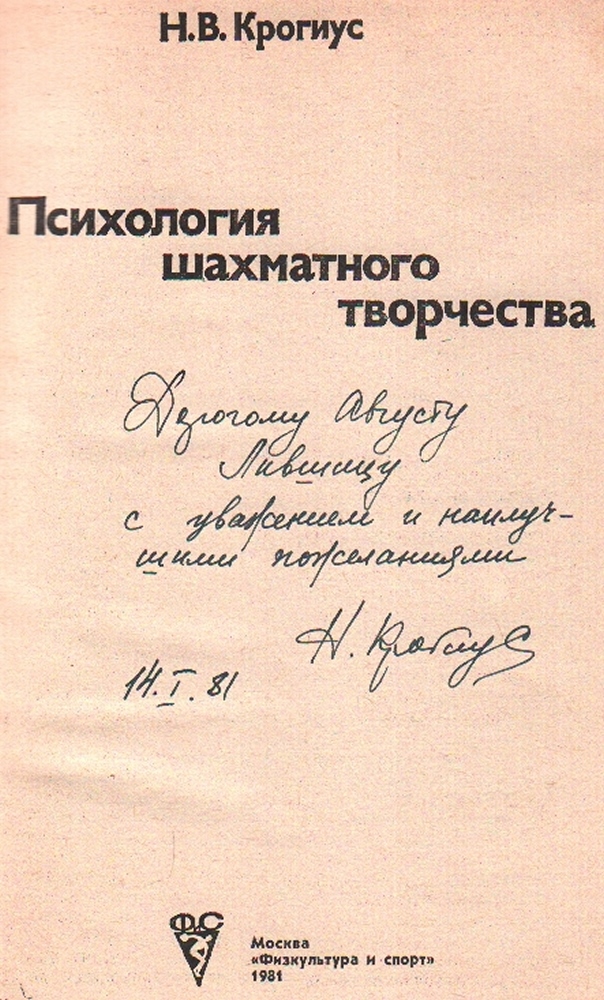 Н.В. Крогиус
Психология
шахматного
творчества
Дорогому Августу
Лившицу
с уважением и наилуч-
шими пожеланиями
Н. Крогиус
14.I.81
ФС
Москва
«Физкультура и спорт»
1981